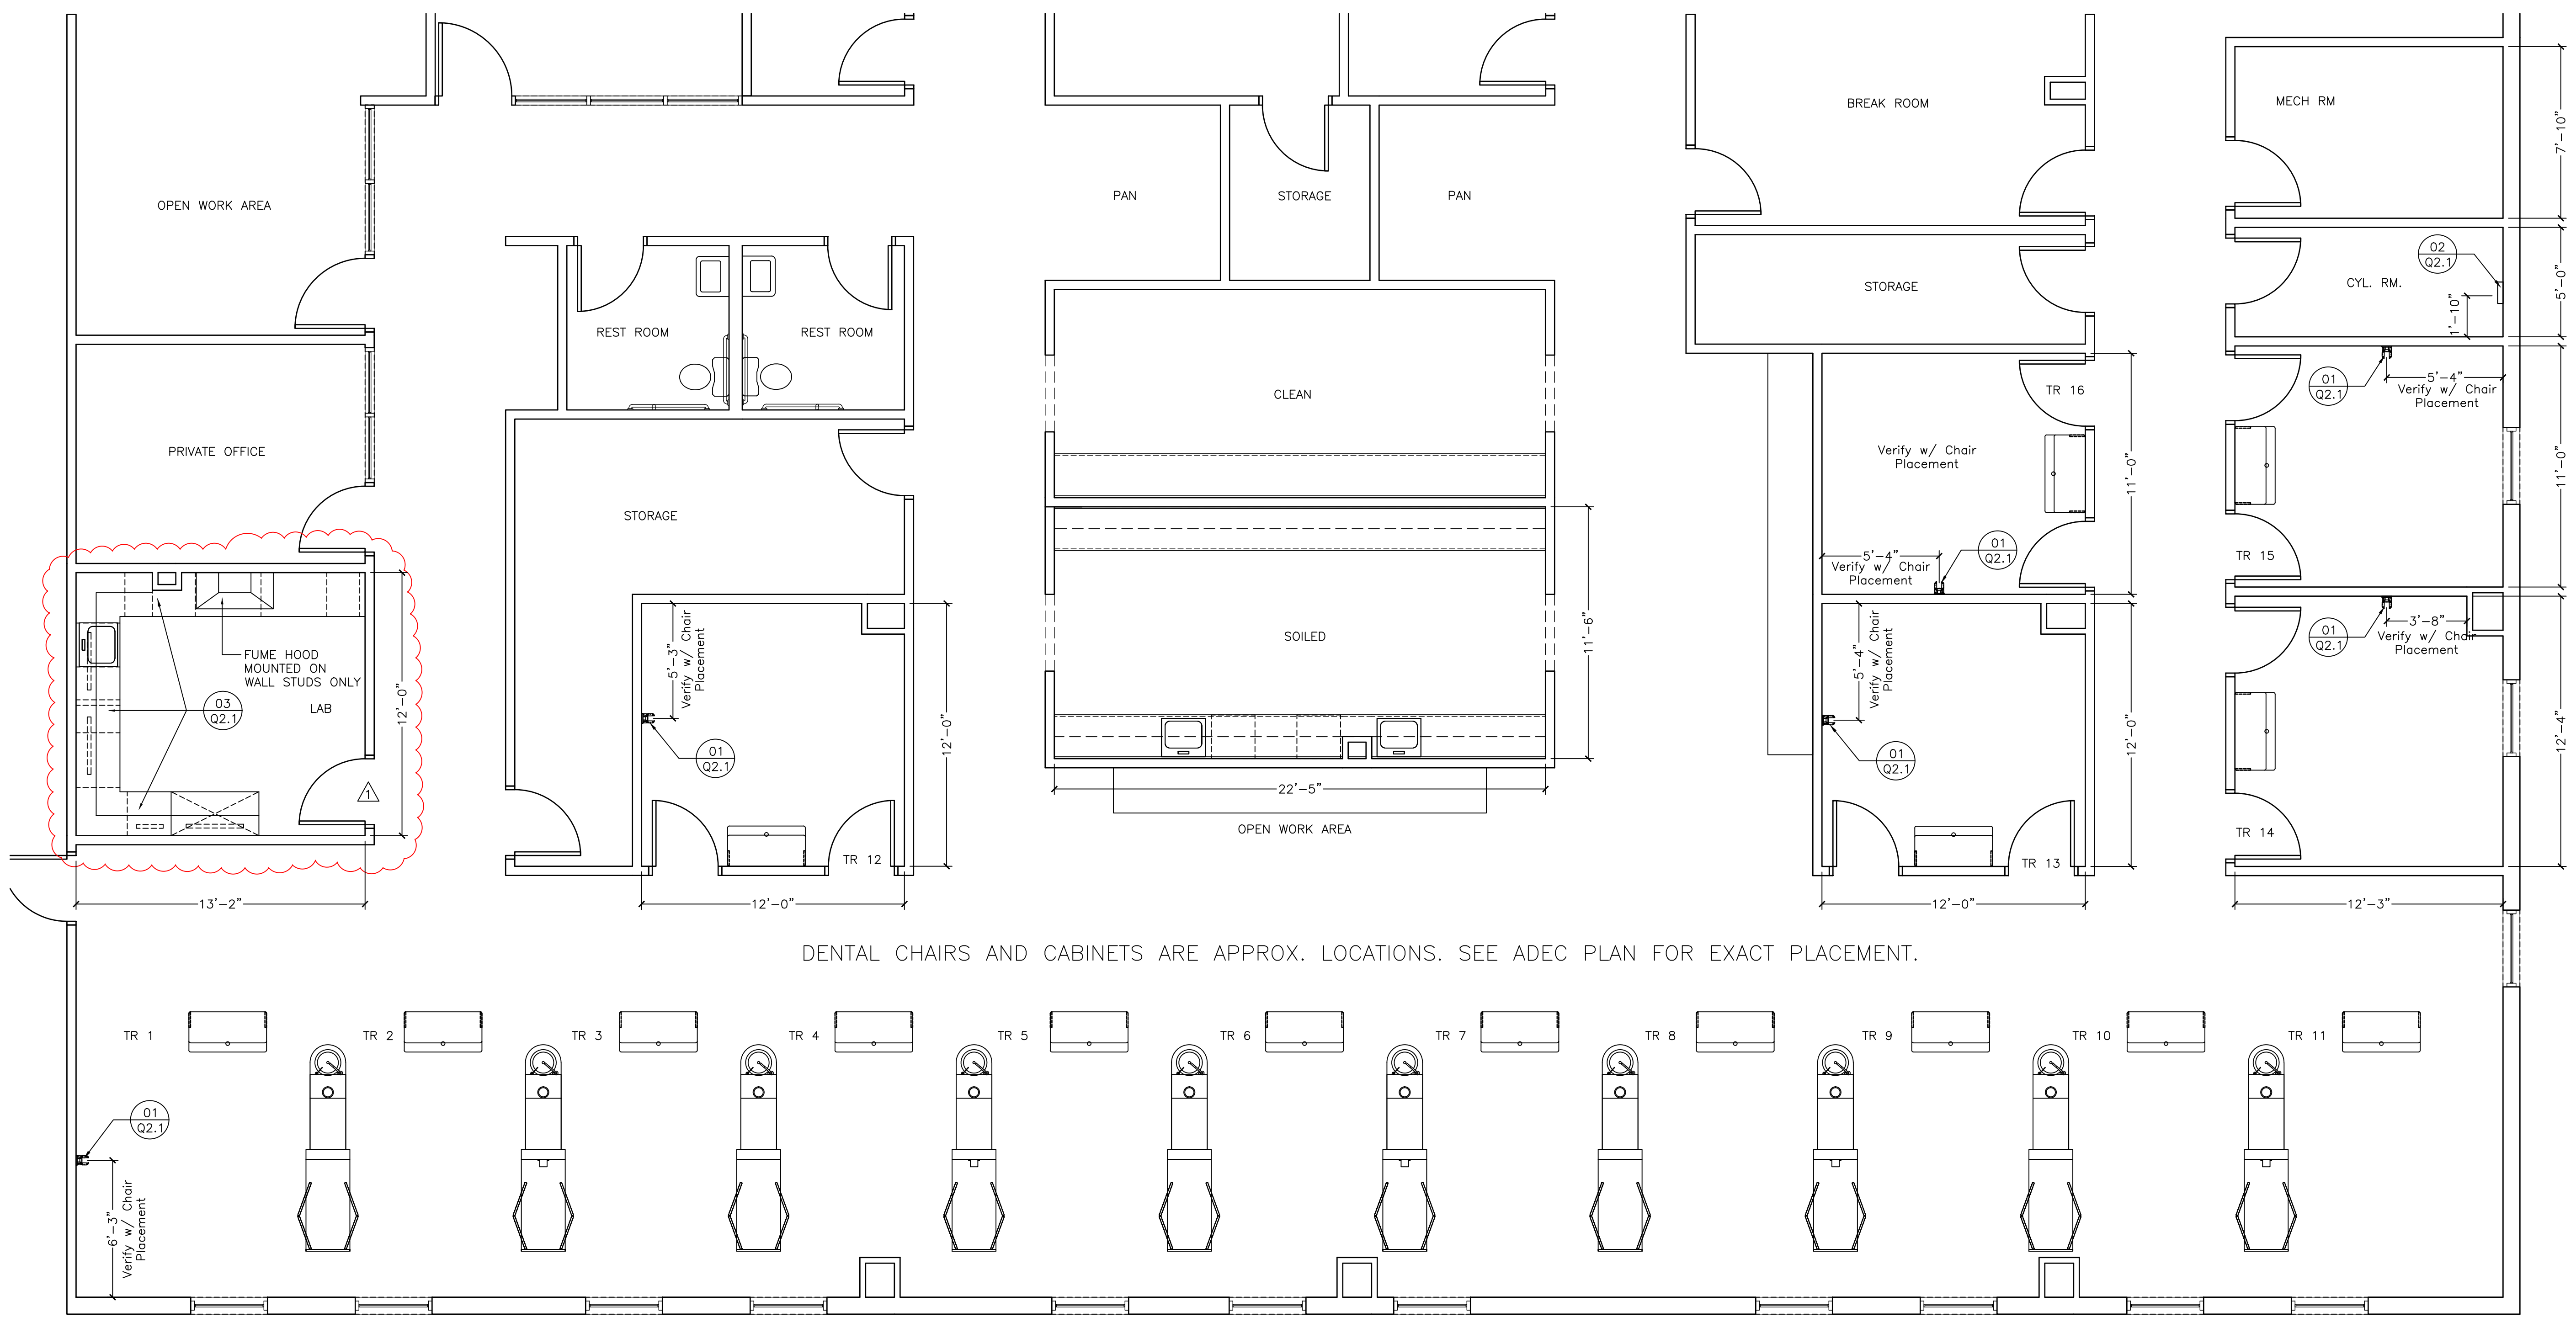 BREAK ROOM
MECH RM
7'-10"
OPEN WORK AREA
PAN
STORAGE
PAN
02
Q2.1
CYL. RM.
5'-0"
STORAGE
1'-10"
REST ROOM
REST ROOM
01
Q2.1
5'-4"
Verify w/ Chair
Placement
TR 16
CLEAN
PRIVATE OFFICE
Verify w/ Chair
Placement
11'-0"
11'-0"
STORAGE
01
Q2.1
5'-4"
Verify w/ Chair
Placement
TR 15
FUME HOOD
MOUNTED ON
WALL STUDS ONLY
03
Q2.1
LAB
12'-0"
1
13'-2"
5'-3"
Verify w/ Chair
Placement
01
Q2.1
12'-0"
TR 12
12'-0"
SOILED
11'-6"
22'-5"
OPEN WORK AREA
5'-4"
Verify w/ Chair
Placement
01
Q2.1
12'-0"
TR 13
12'-0"
01
Q2.1
3'-8"
Verify w/ Chair
Placement
12'-4"
TR 14
12'-3"
DENTAL CHAIRS AND CABINETS ARE APPROX. LOCATIONS. SEE ADEC PLAN FOR EXACT PLACEMENT.
TR 1
TR 2
TR 3
TR 4
TR 5
TR 6
TR 7
TR 8
TR 9
TR 10
TR 11
01
Q2.1
6'-3"
Verify w/ Chair
Placement